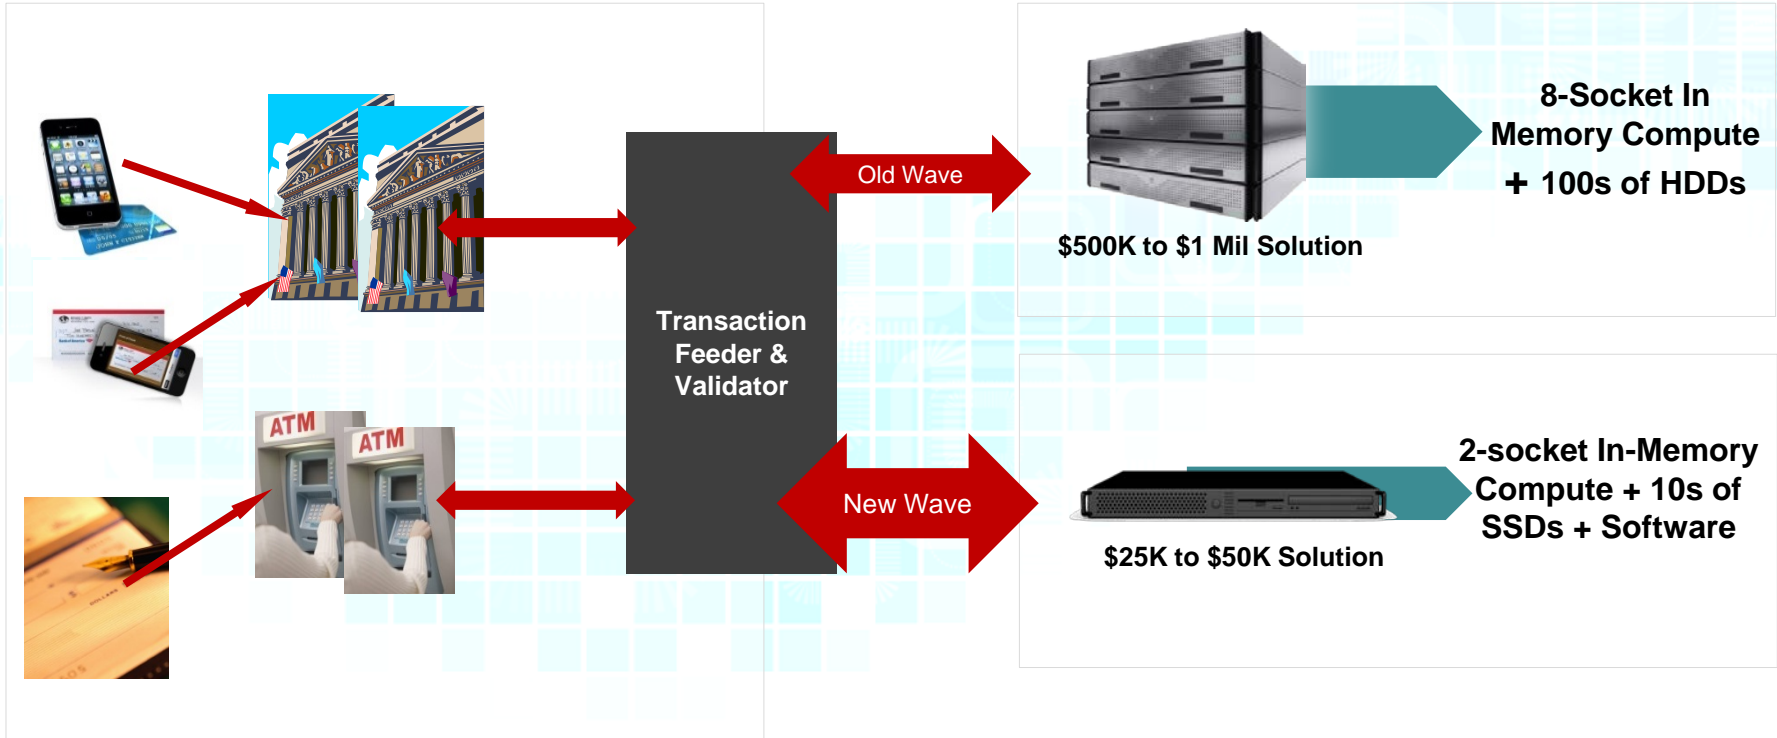 ATM
ATM
Transaction
Feeder &
Validator
Old Wave
New Wave
$500K to $1 Mil Solution
8-Socket In
Memory Compute
+ 100s of HDDs
$25K to $50K Solution
2-socket In-Memory
Compute + 10s of
SSDs + Software